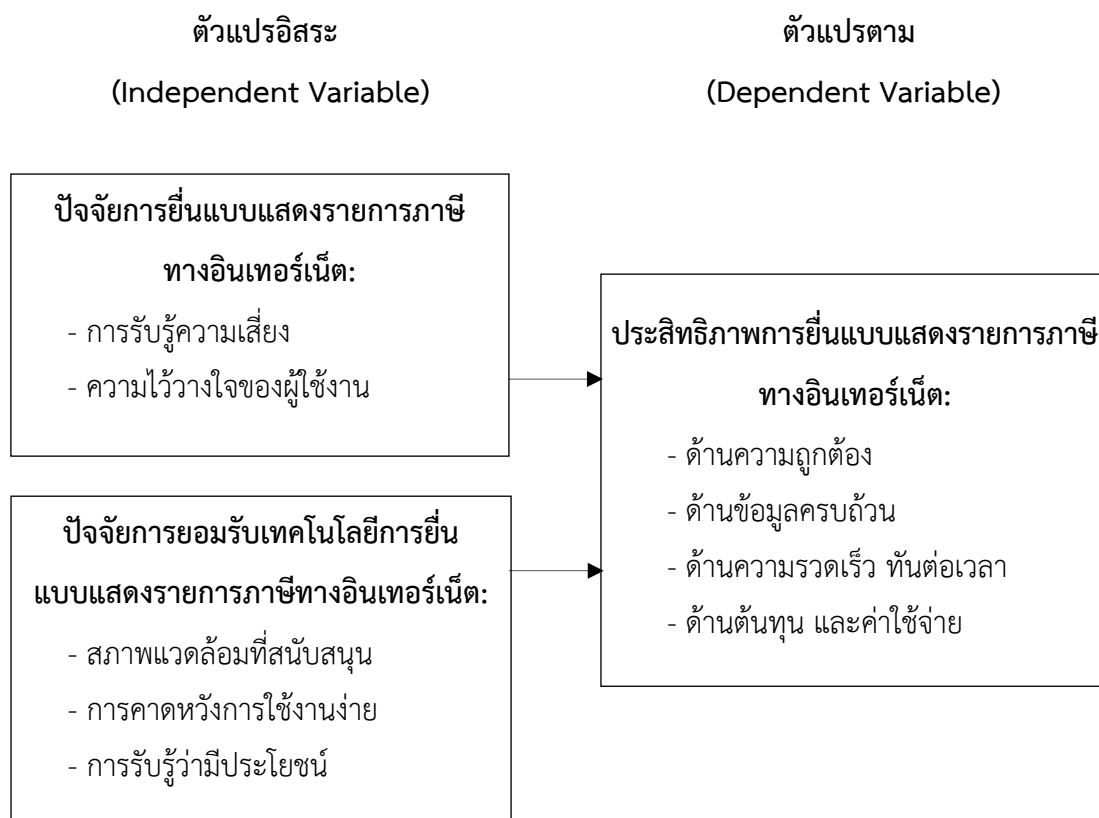 ตัวแปรอิสระ
(Independent Variable)
ตัวแปรตาม
(Dependent Variable)
ปัจจัยการยื่นแบบแสดงรายการภาษี
ทางอินเทอร์เน็ต:
- การรับรู้ความเสี่ยง
- ความไว้วางใจของผู้ใช้งาน
ปัจจัยการยอมรับเทคโนโลยีการยื่น
แบบแสดงรายการภาษีทางอินเทอร์เน็ต:
- สภาพแวดล้อมที่สนับสนุน
- การคาดหวังการใช้งานง่าย
- การรับรู้ว่ามีประโยชน์
ประสิทธิภาพการยื่นแบบแสดงรายการภาษี
ทางอินเทอร์เน็ต:
- ด้านความถูกต้อง
- ด้านข้อมูลครบถ้วน
- ด้านความรวดเร็ว ทันต่อเวลา
- ด้านต้นทุน และค่าใช้จ่าย